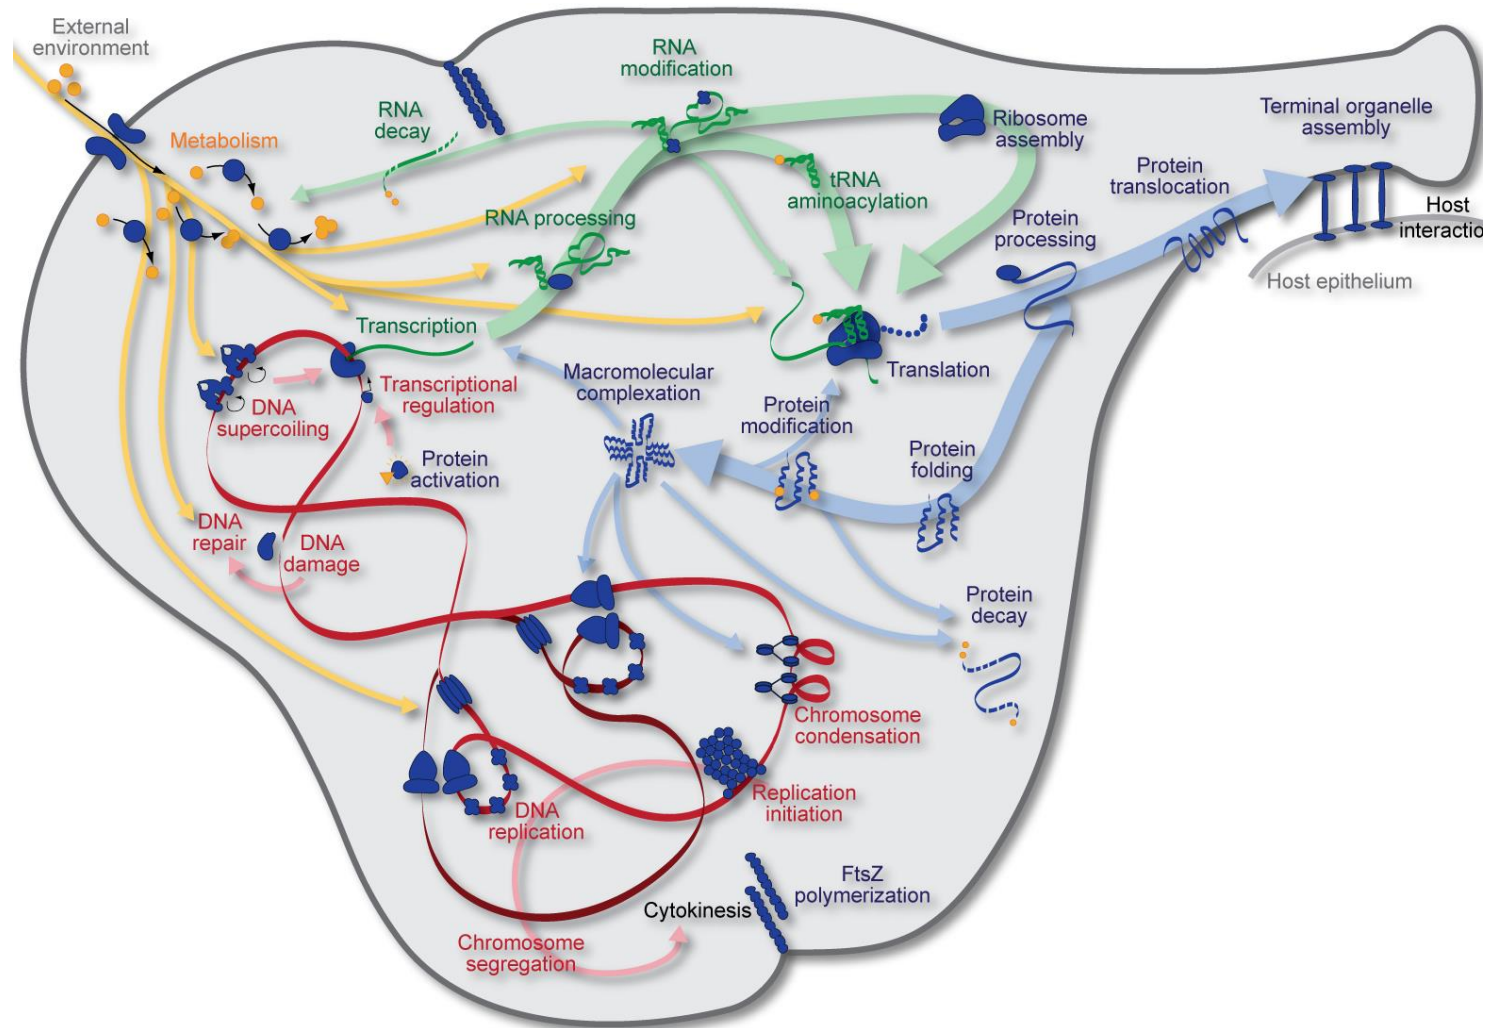 External
environment
RNA
modification
RNA
decay
Metabolism
Ribosome
assembly
Terminal organelle
assembly
Protein
translocation
tRNA
aminoacylation
RNA processing
Protein
processing
Host
interactio
Host epithelium
Transcription
Translation
Macromolecular
complexation
Transcriptional
regulation
DNA
supercoiling
Protein
modification
Protein
folding
Protein
activation
DNA
repair
DNA
damage
Protein
decay
Chromosome
condensation
Replication
initiation
DNA
replication
FtsZ
polymerization
Cytokinesis
Chromosome
segregation